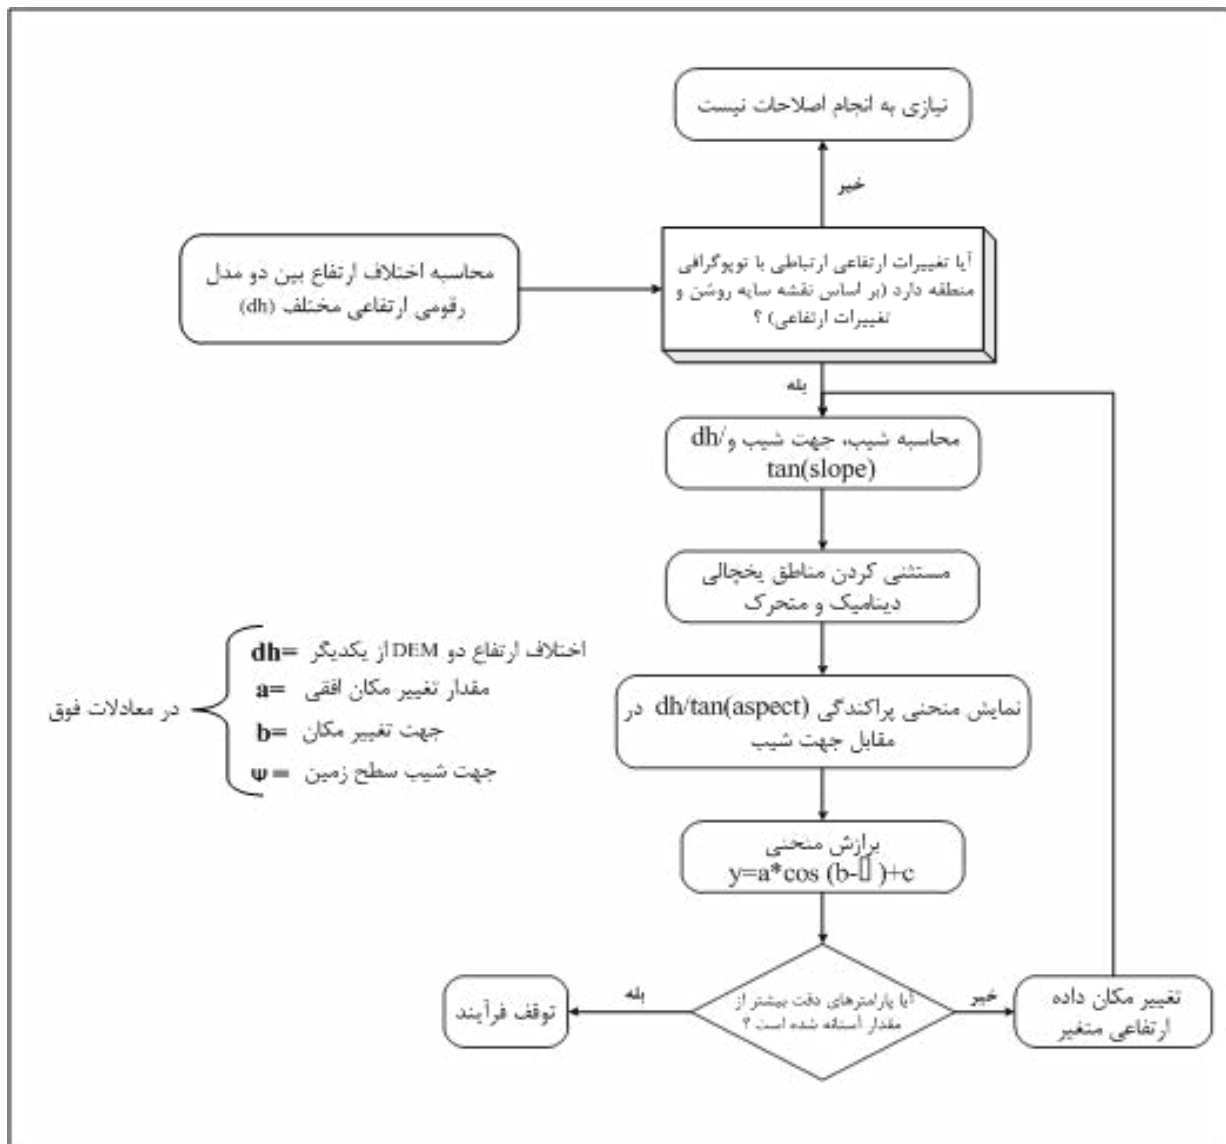 نیازی به انجام اصلاحات نیست
خیر
محاسبه اختلاف ارتفاع بین دو مدل
رقومی ارتفاعی مختلف (dh)
آیا تغییرات ارتفاعی ارتباطی با توپوگرافی
منطقه دارد (بر اساس نقشه سایه روشن و
تغییرات ارتفاعی) ؟
بله
محاسبه شیب، جهت شیب و dh/
tan(slope)
مستثنی کردن مناطق یخچالی
دینامیک و متحرک
نمایش منحنی پراکندگی dh/tan(aspect) در
مقابل جهت شیب
برازش منحنی
y=a*cos (b-▯ )+c
آیا پارامترهای دقت بیشتر از
مقدار آستانه شده است ؟
بله
توقف فرآیند
خیر
تغییر مکان داده
ارتفاعی متغیر
در معادلات فوق
dh= اختلاف ارتفاع دو DEM از یکدیگر
a= مقدار تغییر مکان افقی
b= جهت تغییر مکان
ψ= جهت شیب سطح زمین